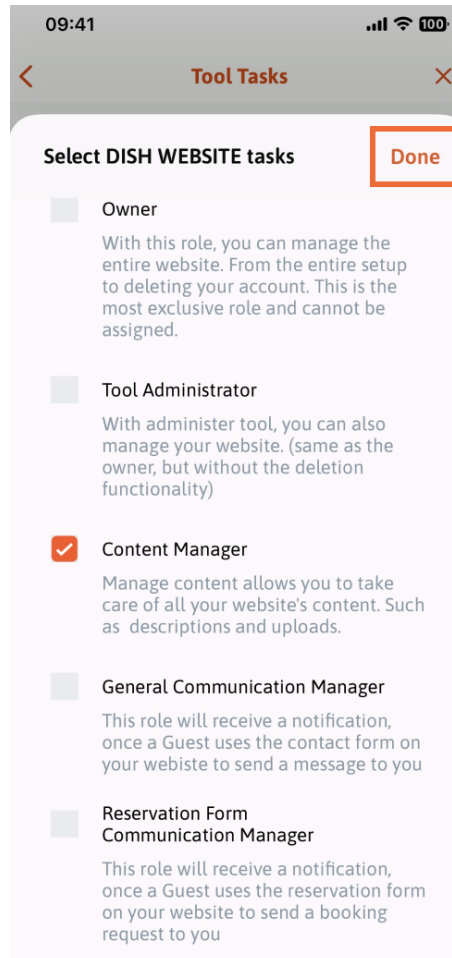 09:41
100
Tool Tasks
Select DISH WEBSITE tasks
Done
Owner
With this role, you can manage the
entire website. From the entire setup
to deleting your account. This is the
most exclusive role and cannot be
assigned.
Tool Administrator
With administer tool, you can also
manage your website. (same as the
owner, but without the deletion
functionality)
Content Manager
Manage content allows you to take
care of all your website's content. Such
as  descriptions and uploads.
General Communication Manager
This role will receive a notification,
once a Guest uses the contact form on
your webiste to send a message to you
Reservation Form
Communication Manager
This role will receive a notification,
once a Guest uses the reservation form
on your website to send a booking
request to you